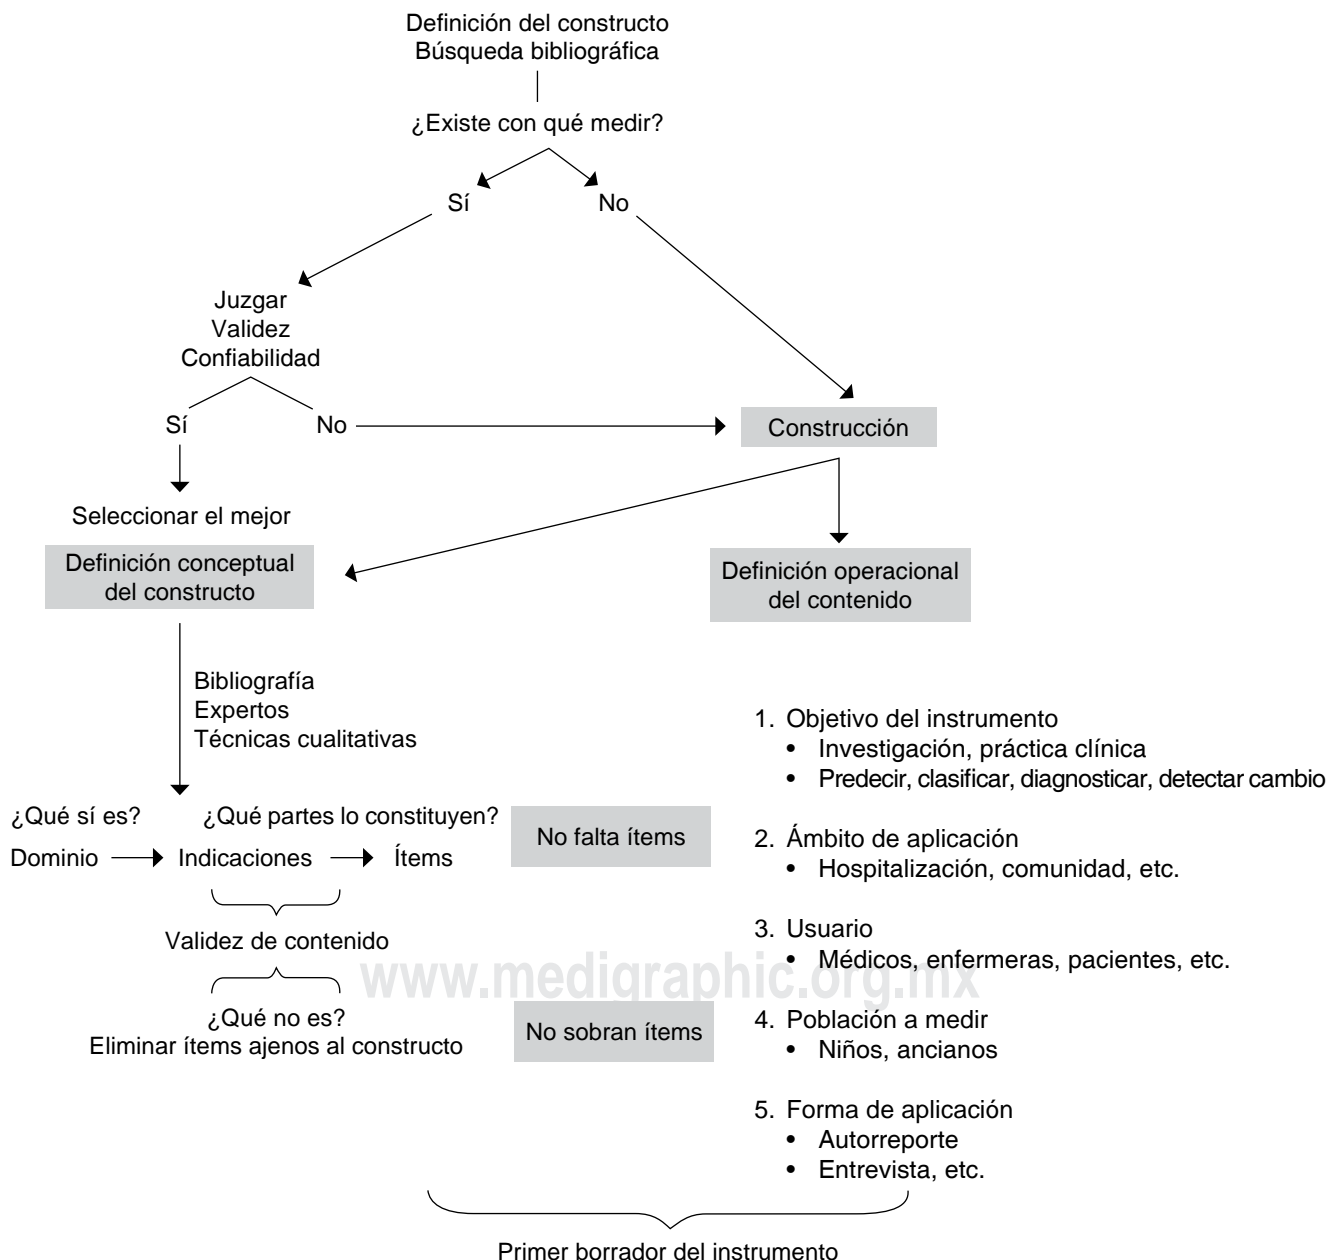 Definición del constructo
Búsqueda bibliográfica
¿Existe con qué medir?
Sí
No
Juzgar
Validez
Confiabilidad
Sí
No
Construcción
Seleccionar el mejor
Definición conceptual
del constructo
Definición operacional
del contenido
Bibliografía
Expertos
Técnicas cualitativas
¿Qué sí es?
¿Qué partes lo constituyen?
No falta ítems
Dominio
Indicaciones
Ítems
Validez de contenido
¿Qué no es?
Eliminar ítems ajenos al constructo
No sobran ítems
1. Objetivo del instrumento
• Investigación, práctica clínica
• Predecir, clasificar, diagnosticar, detectar cambio
2. Ámbito de aplicación
• Hospitalización, comunidad, etc.
3. Usuario
• Médicos, enfermeras, pacientes, etc.
www.medigraphic.org.mx
4. Población a medir
• Niños, ancianos
5. Forma de aplicación
• Autorreporte
• Entrevista, etc.
Primer borrador del instrumento